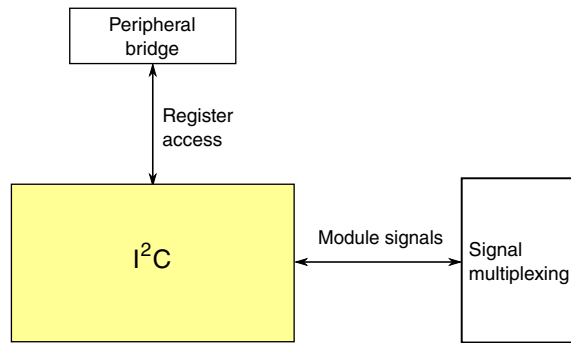 Peripheral
bridge
Register
access
I²C
Module signals
Signal
multiplexing